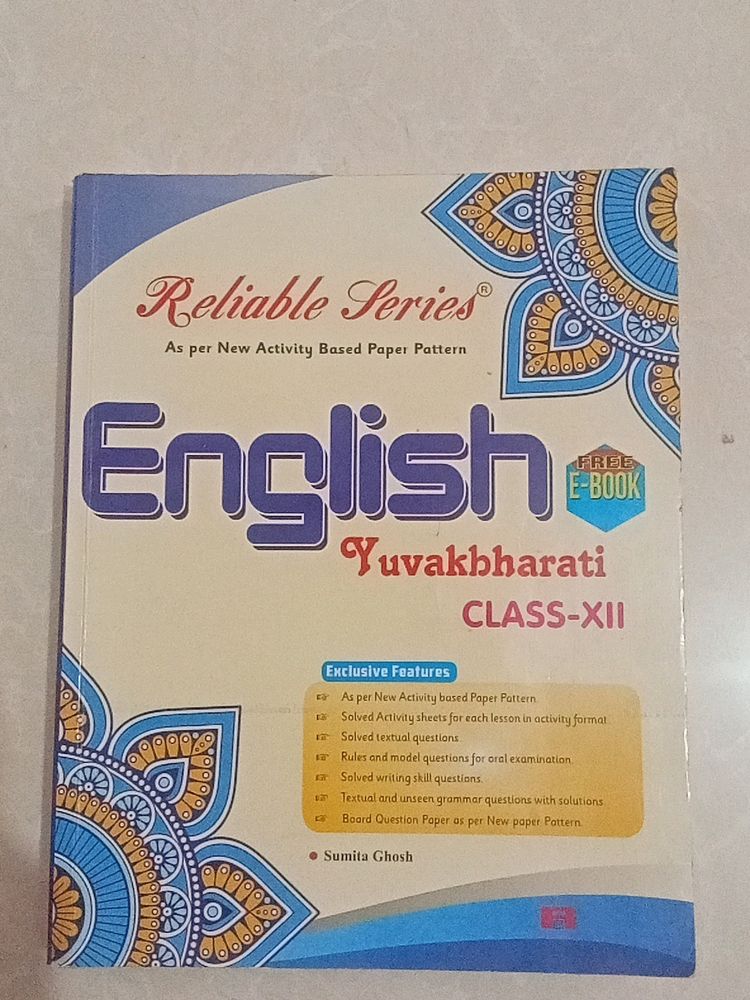 Reliable Series®
As per New Activity Based Paper Pattern
English
FREE
E-BOOK
Yuvakbharati
CLASS-XII
Exclusive Features
As per New Activity based Paper Pattern.
Solved Activity sheets for each lesson in activity format.
Solved textual questions.
Rules and model questions for oral examination.
Solved writing skill questions.
Textual and unseen grammar questions with solutions.
Board Question Paper as per New paper Pattern.
• Sumita Ghosh